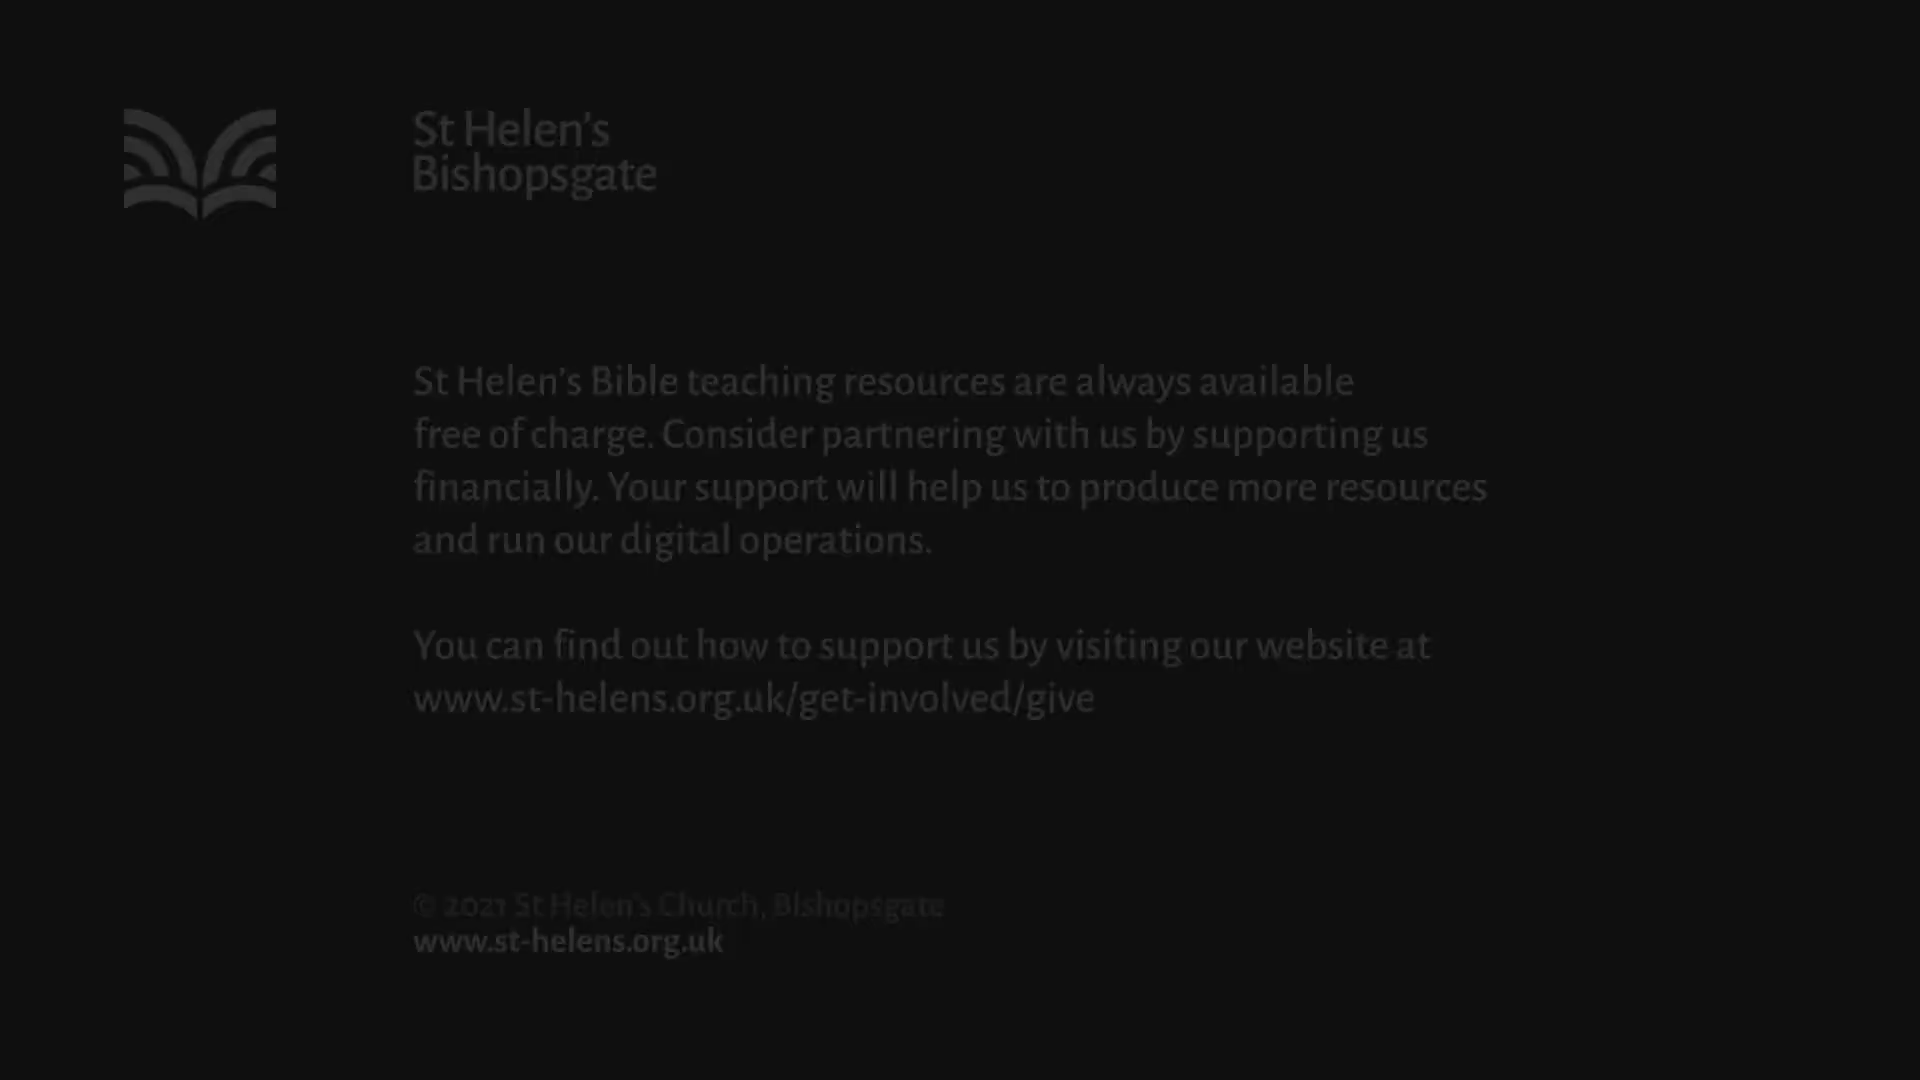 St Helen's
Bishopsgate
St Helen's Bible teaching resources are always available
free of charge. Consider partnering with us by supporting us
financially. Your support will help us to produce more resources
and run our digital operations.
You can find out how to support us by visiting our website at
www.st-helens.org.uk/get-involved/give
© 2021 St Helen's Church, Bishopsgate
www.st-helens.org.uk